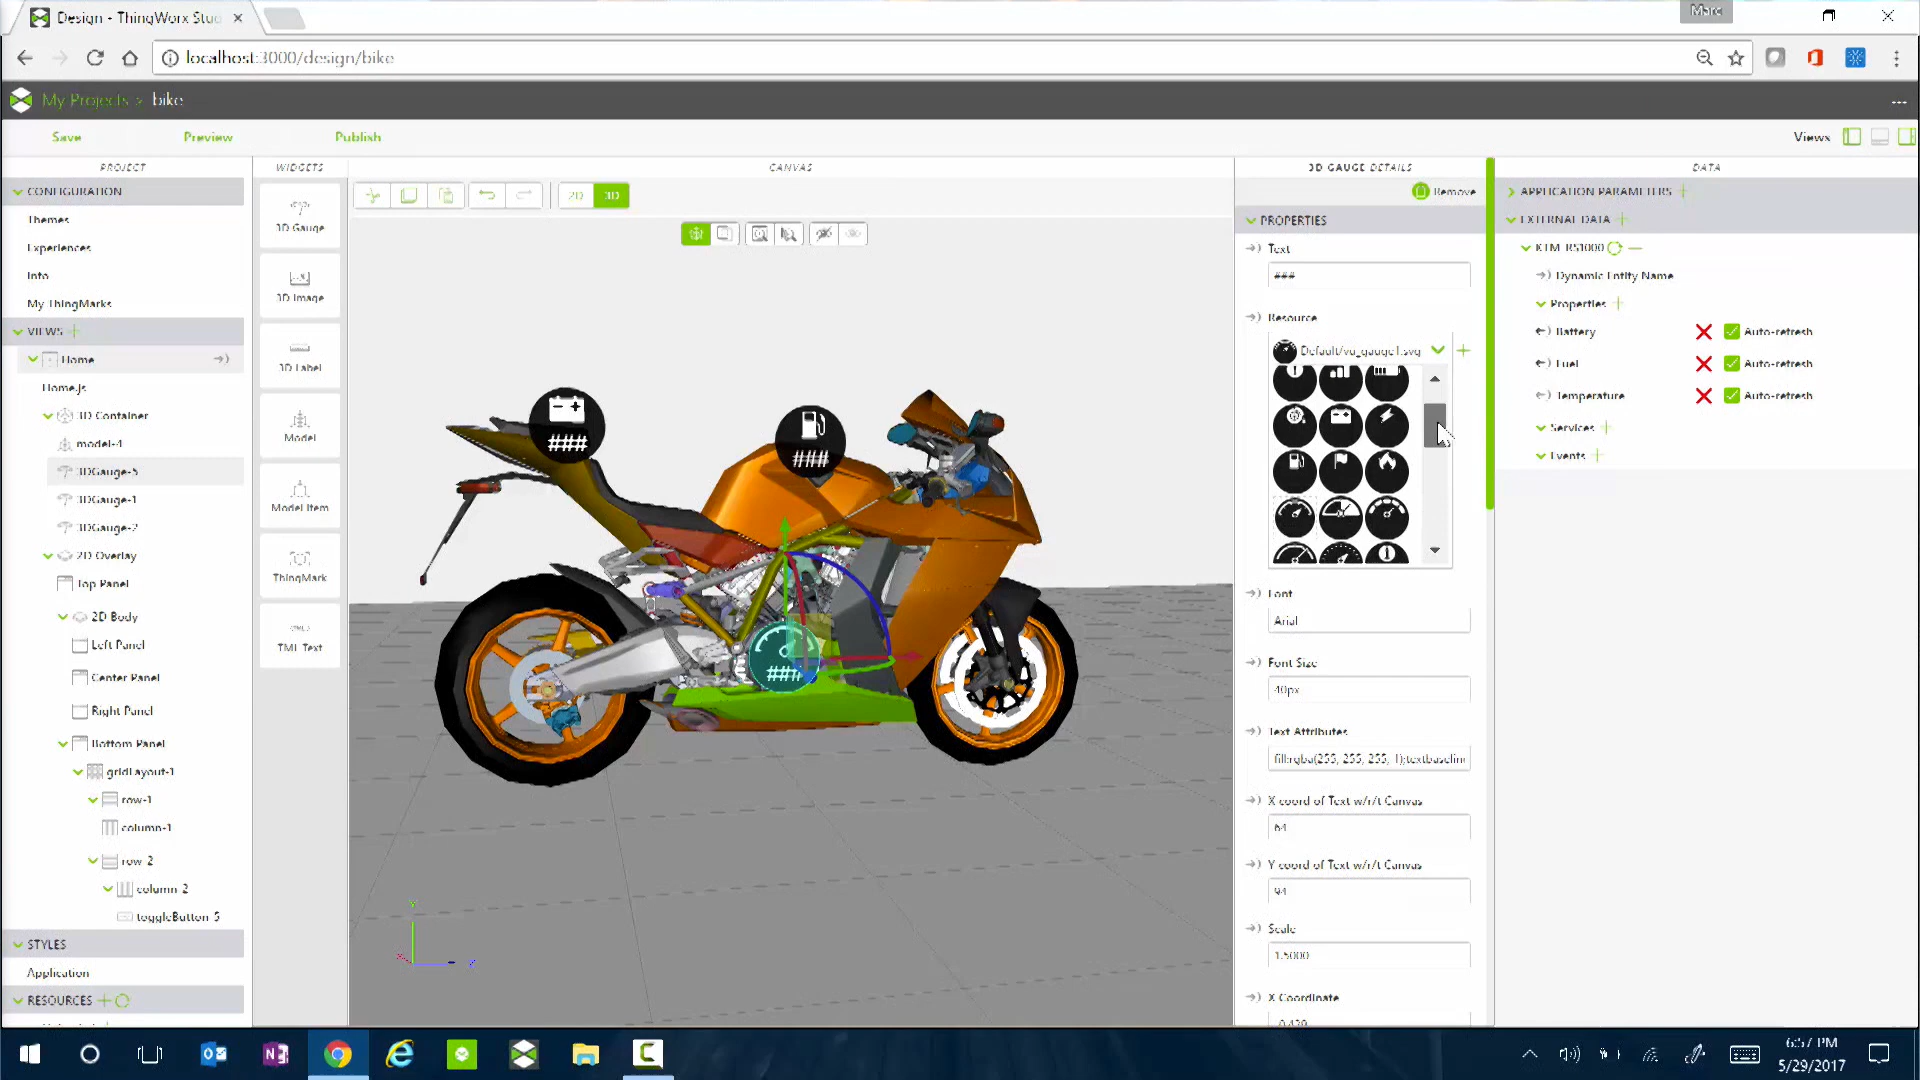 Design - ThingWorx Stud
Marc
localhost:3000/design/bike
My Projects > bike
Save
Preview
Publish
Views
PROJECT
WIDGETS
CANVAS
3D GAUGE DETAILS
DATA
CONFIGURATION
Themes
Experiences
Info
My ThingMarks
VIEWS
Home
Home.js
3D Container
model-4
3DGauge-5
3DGauge-1
3DGauge-2
2D Overlay
Top Panel
2D Body
Left Panel
Center Panel
Right Panel
Bottom Panel
gridLayout-1
row-1
column-1
row-2
column-2
toggleButton-5
STYLES
Application
RESOURCES
3D Gauge
3D Image
3D Label
Model
Model Item
ThingMark
TML Text
2D
3D
###
###
###
Y
X
Z
Remove
PROPERTIES
Text
###
Resource
Default/vu_gauge1.svg
Font
Arial
Font Size
40px
Text Attributes
fill:rgba(255, 255, 255, 1);textbaseline
X coord of Text w/r/t Canvas
64
Y coord of Text w/r/t Canvas
94
Scale
1.5000
X Coordinate
APPLICATION PARAMETERS
EXTERNAL DATA
KTM_RS1000
Dynamic Entity Name
Properties
Battery
Auto-refresh
Fuel
Auto-refresh
Temperature
Auto-refresh
Services
Events
6:57 PM
5/29/2017